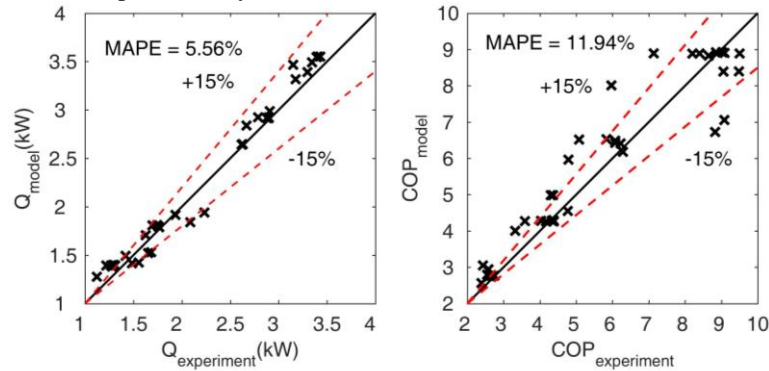 MAPE = 5.56%
+15%
-15%
Q_model(kW)
4
3.5
3
2.5
2
1.5
1
1 1.5 2 2.5 3 3.5 4
Q_experiment(kW)
MAPE = 11.94%
+15%
-15%
COP_model
10
9
8
7
6
5
4
3
2
2 3 4 5 6 7 8 9 10
COP_experiment